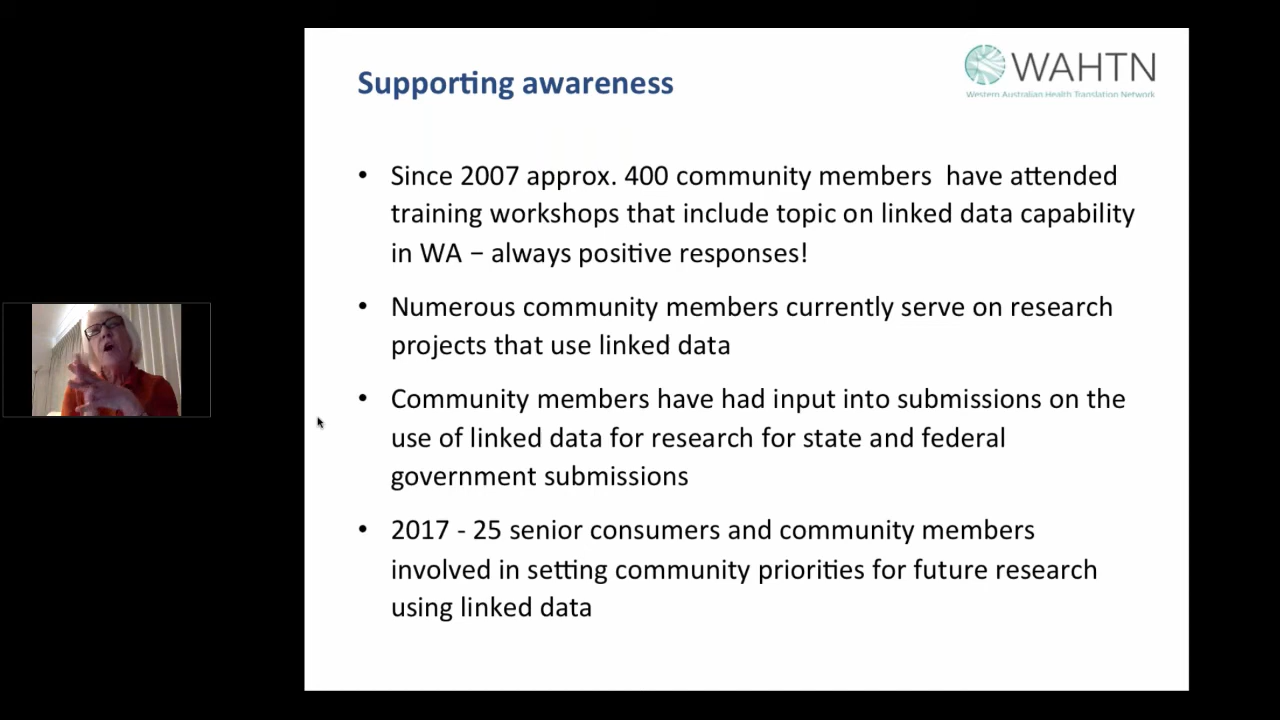 Supporting awareness
WAHTN
Western Australian Health Translation Network
• Since 2007 approx. 400 community members have attended
training workshops that include topic on linked data capability
in WA – always positive responses!
• Numerous community members currently serve on research
projects that use linked data
• Community members have had input into submissions on the
use of linked data for research for state and federal
government submissions
• 2017 - 25 senior consumers and community members
involved in setting community priorities for future research
using linked data